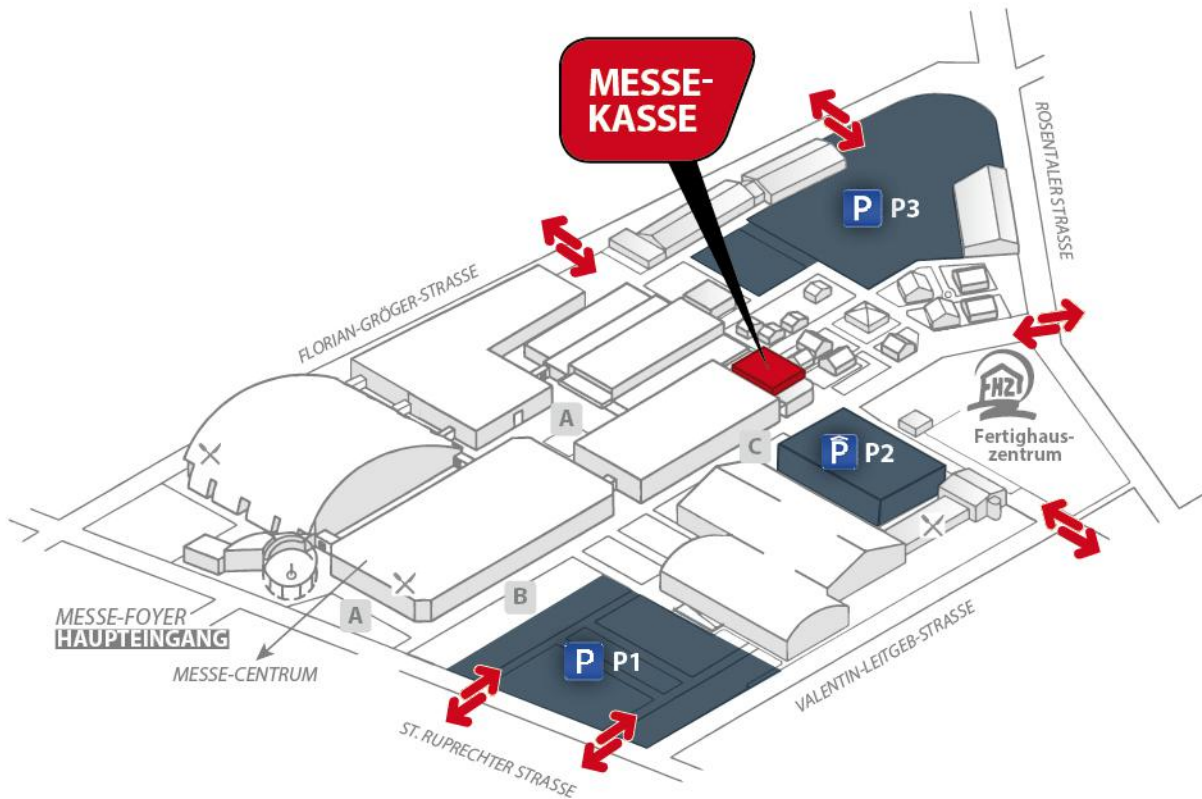 MESSE-
KASSE
ROSENTALERSTRASSE
P P3
FLORIAN-GRÖGER-STRASSE
FHZ
Fertighaus-
zentrum
A
C
P P2
B
A
MESSE-FOYER
HAUPTEINGANG
MESSE-CENTRUM
P P1
VALENTIN-LEITGEB-STRASSE
ST. RUPRECHTER STRASSE